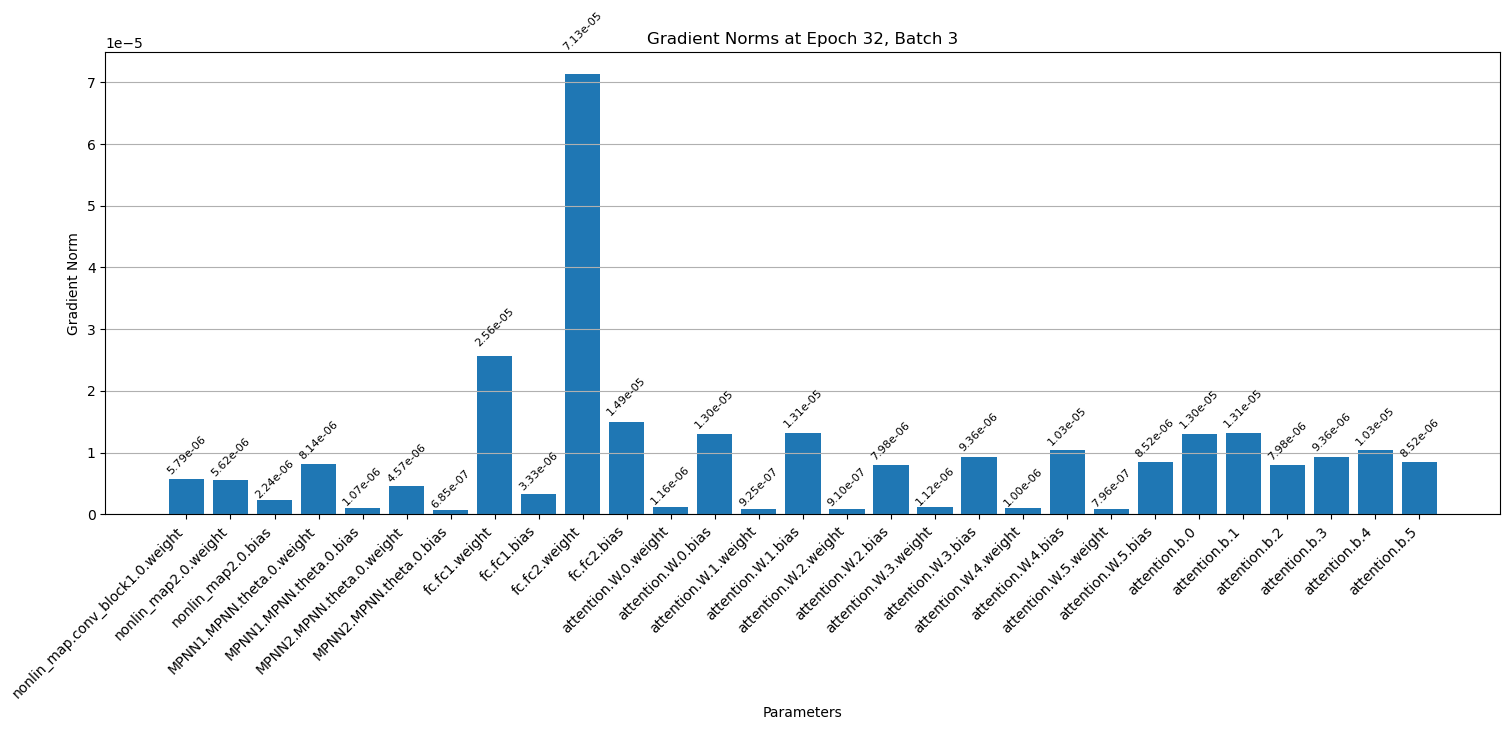 Gradient Norms at Epoch 32, Batch 3
1e−5
7
6
5
4
3
2
1
0
Gradient Norm
5.79e-06
5.62e-06
2.24e-06
8.14e-06
1.07e-06
4.57e-06
6.85e-07
2.56e-05
3.33e-06
7.13e-05
1.49e-05
1.16e-06
1.30e-05
9.25e-07
1.31e-05
9.10e-07
7.98e-06
1.12e-06
9.36e-06
1.00e-06
1.03e-05
7.96e-07
8.52e-06
1.30e-05
1.31e-05
7.98e-06
9.36e-06
1.03e-05
8.52e-06
nonlin_map.conv_block1.0.weight
nonlin_map2.0.weight
nonlin_map2.0.bias
MPNN1.MPNN.theta.0.weight
MPNN1.MPNN.theta.0.bias
MPNN2.MPNN.theta.0.weight
MPNN2.MPNN.theta.0.bias
fc.fc1.weight
fc.fc1.bias
fc.fc2.weight
fc.fc2.bias
attention.W.0.weight
attention.W.0.bias
attention.W.1.weight
attention.W.1.bias
attention.W.2.weight
attention.W.2.bias
attention.W.3.weight
attention.W.3.bias
attention.W.4.weight
attention.W.4.bias
attention.W.5.weight
attention.W.5.bias
attention.b.0
attention.b.1
attention.b.2
attention.b.3
attention.b.4
attention.b.5
Parameters